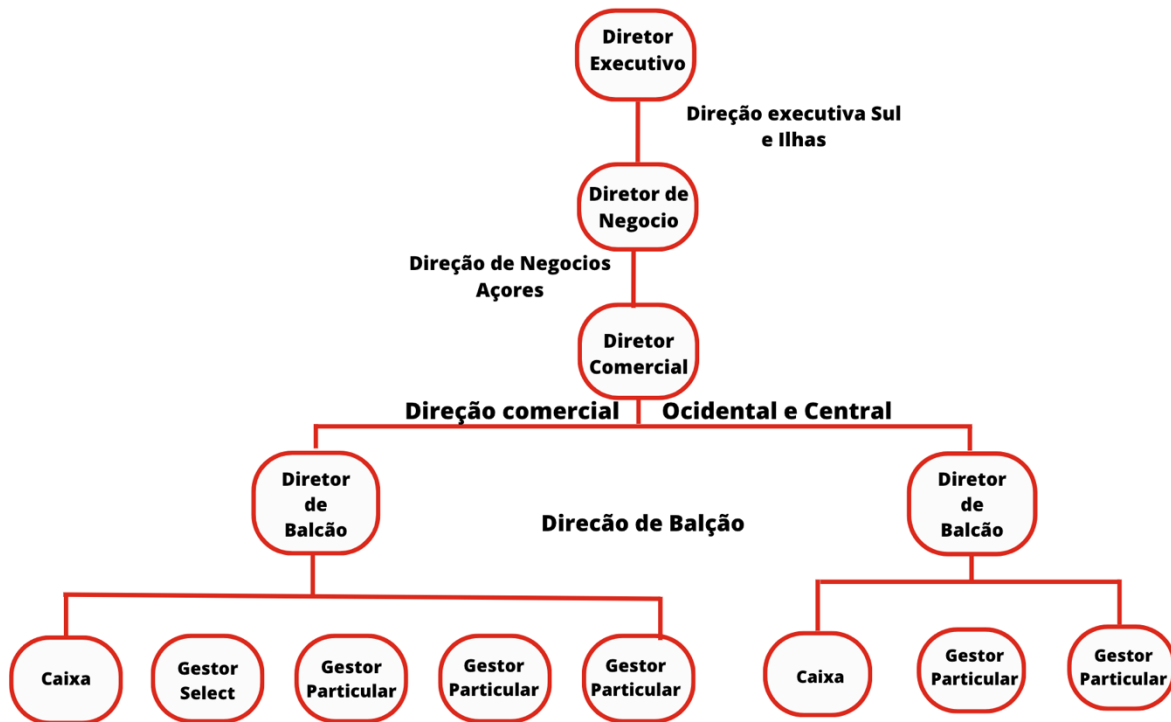 Diretor
Executivo
Direção executiva Sul
e Ilhas
Diretor de
Negocio
Direção de Negocios
Açores
Diretor
Comercial
Direção comercial
Ocidental e Central
Diretor
de
Balcão
Direcão de Balção
Diretor
de
Balcão
Caixa
Gestor
Select
Gestor
Particular
Gestor
Particular
Gestor
Particular
Caixa
Gestor
Particular
Gestor
Particular